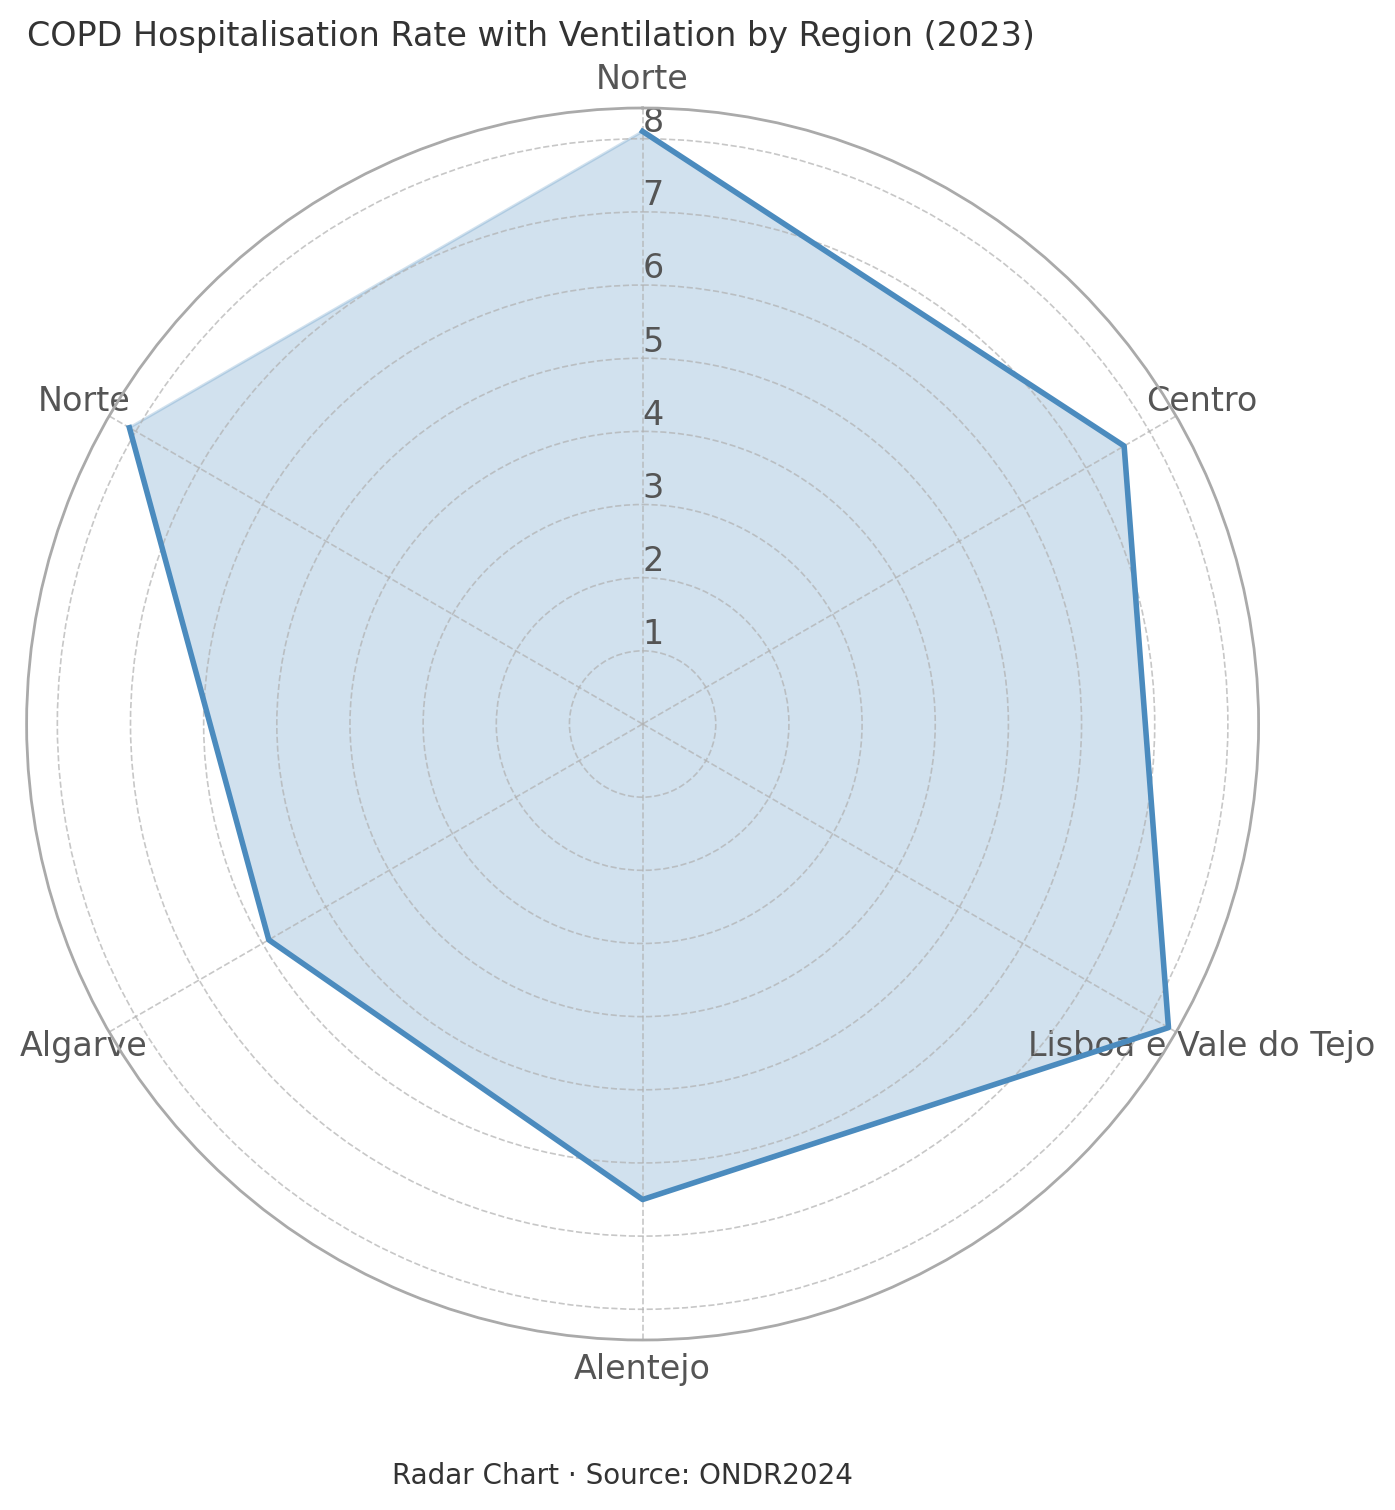 COPD Hospitalisation Rate with Ventilation by Region (2023)
Norte
8
7
6
5
4
3
2
1
Norte
Centro
Algarve
Lisboa e Vale do Tejo
Alentejo
Radar Chart · Source: ONDR2024